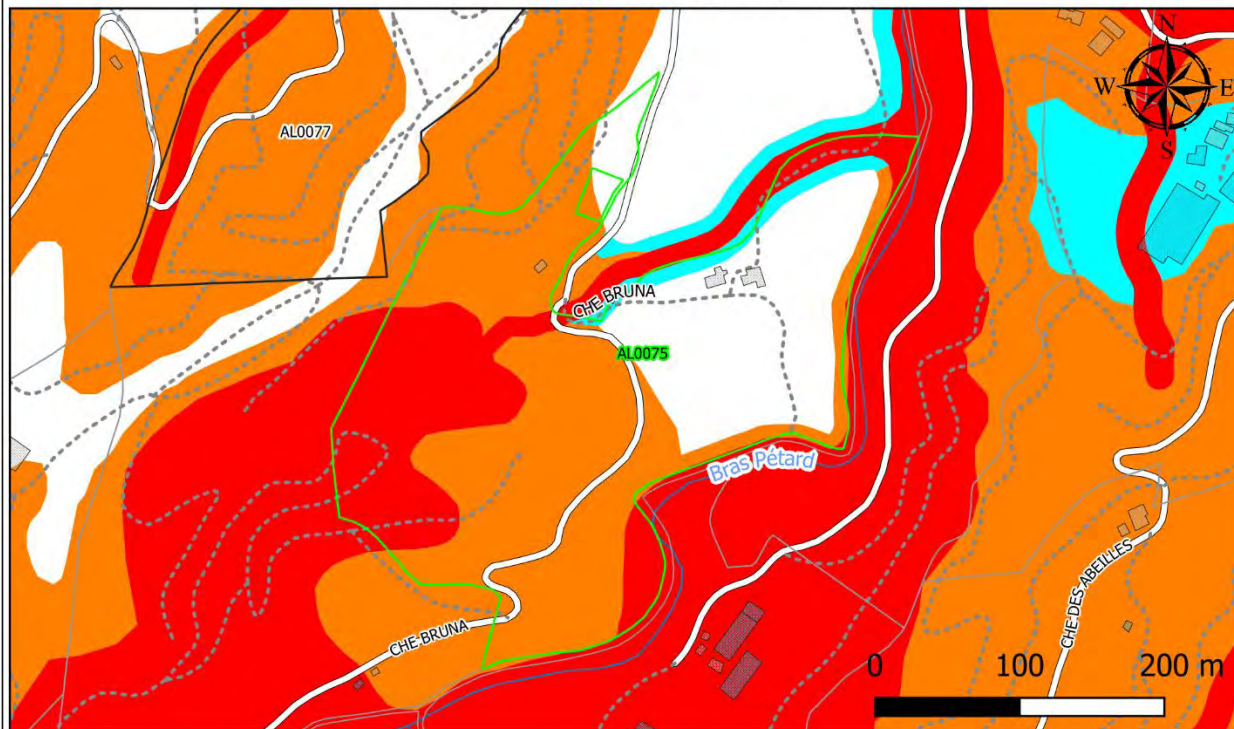 N
W E
S
AL0077
CHE BRUNA
AL0075
Bras Pétard
CHE BRUNA
CHE DES ABEILLES
0 100 200 m